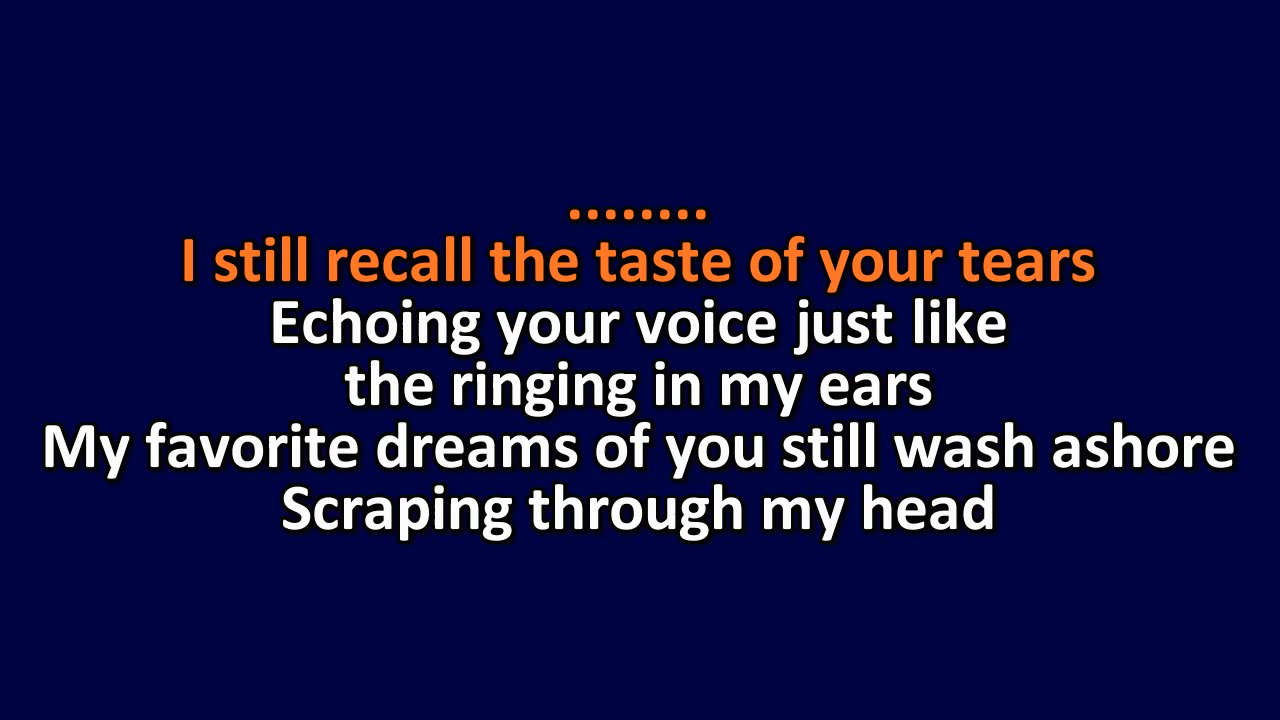 ........
I still recall the taste of your tears
Echoing your voice just like
the ringing in my ears
My favorite dreams of you still wash ashore
Scraping through my head